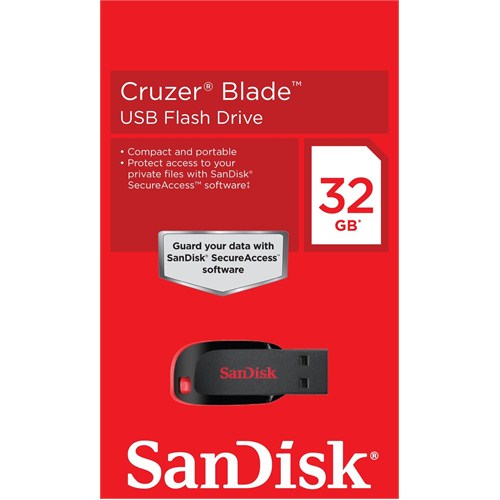 Cruzer® Blade™
USB Flash Drive
• Compact and portable
• Protect access to your
private files with SanDisk®
SecureAccess™ software‡
32
GB*
Guard your data with
SanDisk® SecureAccess™
software
SanDisk
SanDisk®